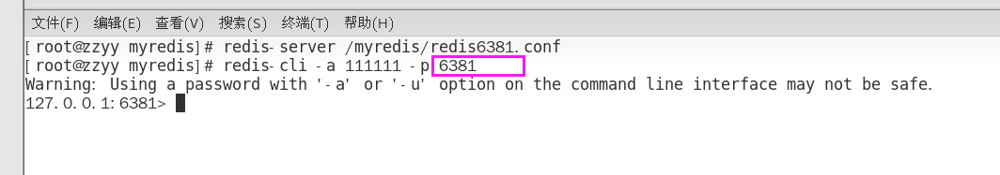 文件(F) 编辑(E) 查看(V) 搜索(S) 终端(T) 帮助(H)
[root@zzyy myredis]# redis-server /myredis/redis6381.conf
[root@zzyy myredis]# redis-cli -a 111111 -p 6381
Warning: Using a password with '-a' or '-u' option on the command line interface may not be safe.
127.0.0.1:6381>